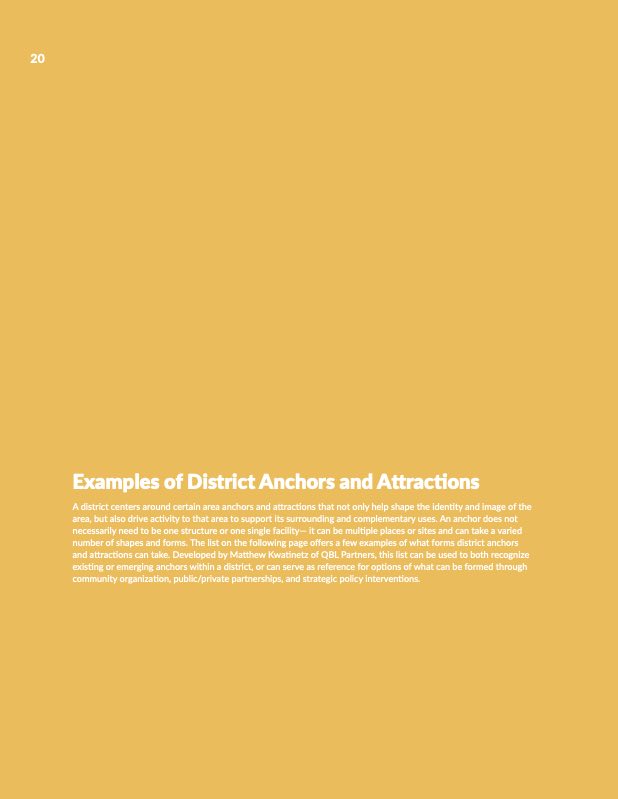 20
Examples of District Anchors and Attractions
A district centers around certain area anchors and attractions that not only help shape the identity and image of the
area, but also drive activity to that area to support its surrounding and complementary uses. An anchor does not
necessarily need to be one structure or one single facility— it can be multiple places or sites and can take a varied
number of shapes and forms. The list on the following page offers a few examples of what forms district anchors
and attractions can take. Developed by Matthew Kwatinetz of QBL Partners, this list can be used to both recognize
existing or emerging anchors within a district, or can serve as reference for options of what can be formed through
community organization, public/private partnerships, and strategic policy interventions.